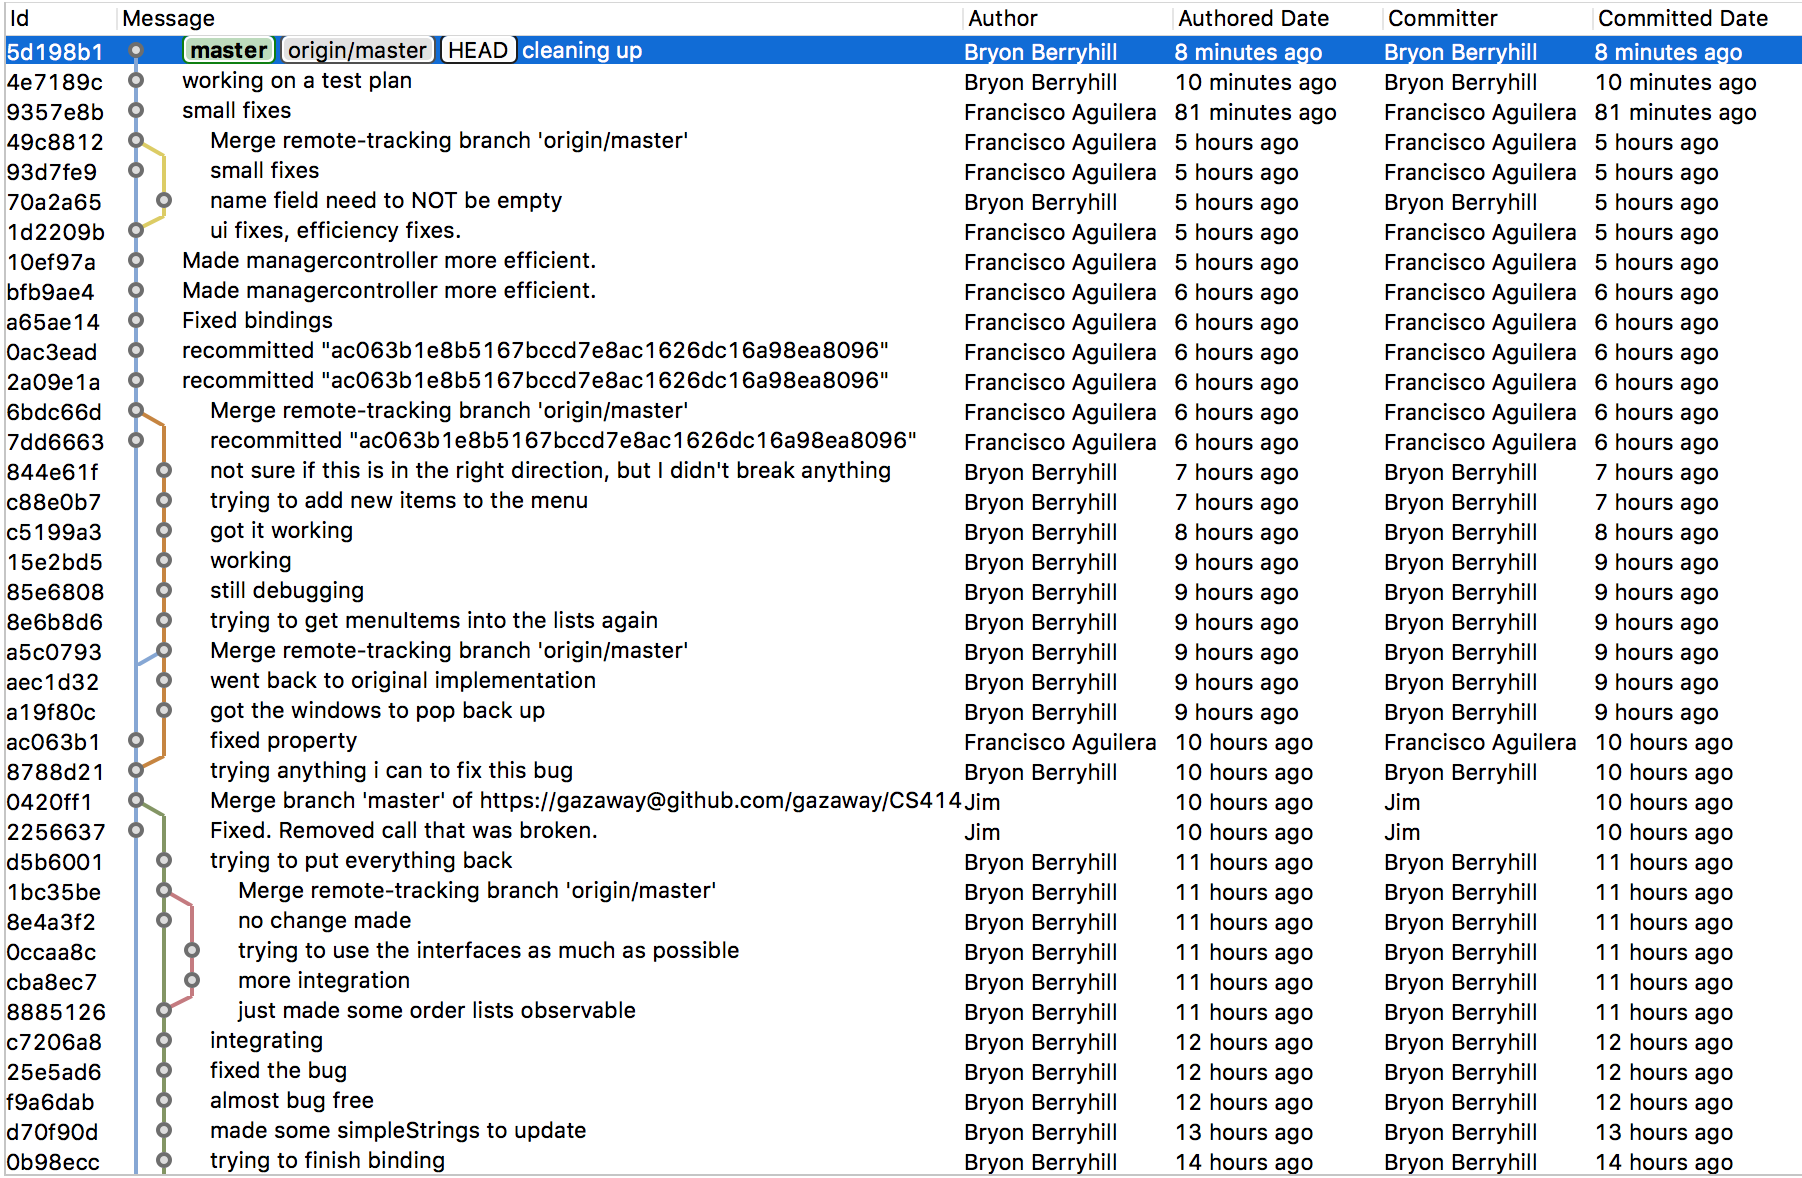 Id Message Author Authored Date Committer Committed Date
5d198b1 master origin/master HEAD cleaning up Bryon Berryhill 8 minutes ago Bryon Berryhill 8 minutes ago
4e7189c working on a test plan Bryon Berryhill 10 minutes ago Bryon Berryhill 10 minutes ago
9357e8b small fixes Francisco Aguilera 81 minutes ago Francisco Aguilera 81 minutes ago
49c8812 Merge remote-tracking branch 'origin/master' Francisco Aguilera 5 hours ago Francisco Aguilera 5 hours ago
93d7fe9 small fixes Francisco Aguilera 5 hours ago Francisco Aguilera 5 hours ago
70a2a65 name field need to NOT be empty Bryon Berryhill 5 hours ago Bryon Berryhill 5 hours ago
1d2209b ui fixes, efficiency fixes. Francisco Aguilera 5 hours ago Francisco Aguilera 5 hours ago
10ef97a Made managercontroller more efficient. Francisco Aguilera 5 hours ago Francisco Aguilera 5 hours ago
bfb9ae4 Made managercontroller more efficient. Francisco Aguilera 6 hours ago Francisco Aguilera 6 hours ago
a65ae14 Fixed bindings Francisco Aguilera 6 hours ago Francisco Aguilera 6 hours ago
0ac3ead recommitted "ac063b1e8b5167bccd7e8ac1626dc16a98ea8096" Francisco Aguilera 6 hours ago Francisco Aguilera 6 hours ago
2a09e1a recommitted "ac063b1e8b5167bccd7e8ac1626dc16a98ea8096" Francisco Aguilera 6 hours ago Francisco Aguilera 6 hours ago
6bdc66d Merge remote-tracking branch 'origin/master' Francisco Aguilera 6 hours ago Francisco Aguilera 6 hours ago
7dd6663 recommitted "ac063b1e8b5167bccd7e8ac1626dc16a98ea8096" Francisco Aguilera 6 hours ago Francisco Aguilera 6 hours ago
844e61f not sure if this is in the right direction, but I didn't break anything Bryon Berryhill 7 hours ago Bryon Berryhill 7 hours ago
c88e0b7 trying to add new items to the menu Bryon Berryhill 7 hours ago Bryon Berryhill 7 hours ago
c5199a3 got it working Bryon Berryhill 8 hours ago Bryon Berryhill 8 hours ago
15e2bd5 working Bryon Berryhill 9 hours ago Bryon Berryhill 9 hours ago
85e6808 still debugging Bryon Berryhill 9 hours ago Bryon Berryhill 9 hours ago
8e6b8d6 trying to get menuItems into the lists again Bryon Berryhill 9 hours ago Bryon Berryhill 9 hours ago
a5c0793 Merge remote-tracking branch 'origin/master' Bryon Berryhill 9 hours ago Bryon Berryhill 9 hours ago
aec1d32 went back to original implementation Bryon Berryhill 9 hours ago Bryon Berryhill 9 hours ago
a19f80c got the windows to pop back up Bryon Berryhill 9 hours ago Bryon Berryhill 9 hours ago
ac063b1 fixed property Francisco Aguilera 10 hours ago Francisco Aguilera 10 hours ago
8788d21 trying anything i can to fix this bug Bryon Berryhill 10 hours ago Bryon Berryhill 10 hours ago
0420ff1 Merge branch 'master' of https://gazaway@github.com/gazaway/CS414 Jim 10 hours ago Jim 10 hours ago
2256637 Fixed. Removed call that was broken. Jim 10 hours ago Jim 10 hours ago
d5b6001 trying to put everything back Bryon Berryhill 11 hours ago Bryon Berryhill 11 hours ago
1bc35be Merge remote-tracking branch 'origin/master' Bryon Berryhill 11 hours ago Bryon Berryhill 11 hours ago
8e4a3f2 no change made Bryon Berryhill 11 hours ago Bryon Berryhill 11 hours ago
0ccaa8c trying to use the interfaces as much as possible Bryon Berryhill 11 hours ago Bryon Berryhill 11 hours ago
cba8ec7 more integration Bryon Berryhill 11 hours ago Bryon Berryhill 11 hours ago
8885126 just made some order lists observable Bryon Berryhill 11 hours ago Bryon Berryhill 11 hours ago
c7206a8 integrating Bryon Berryhill 12 hours ago Bryon Berryhill 12 hours ago
25e5ad6 fixed the bug Bryon Berryhill 12 hours ago Bryon Berryhill 12 hours ago
f9a6dab almost bug free Bryon Berryhill 12 hours ago Bryon Berryhill 12 hours ago
d70f90d made some simpleStrings to update Bryon Berryhill 13 hours ago Bryon Berryhill 13 hours ago
0b98ecc trying to finish binding Bryon Berryhill 14 hours ago Bryon Berryhill 14 hours ago